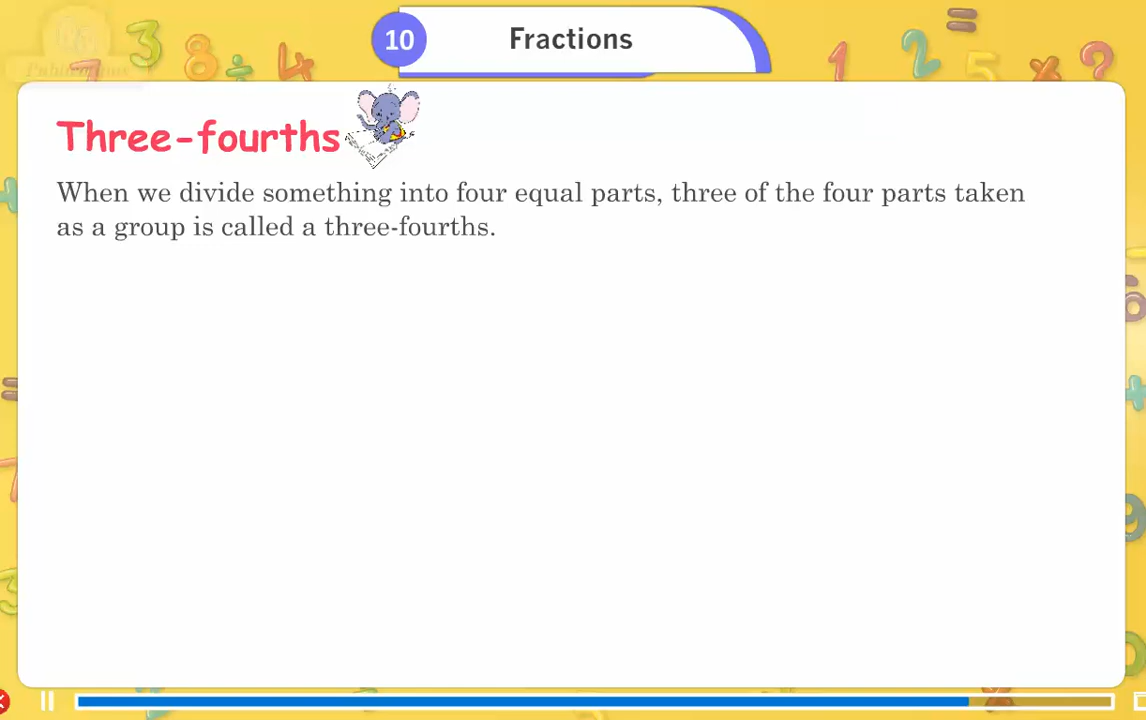 10
Fractions
Three-fourths
When we divide something into four equal parts, three of the four parts taken
as a group is called a three-fourths.